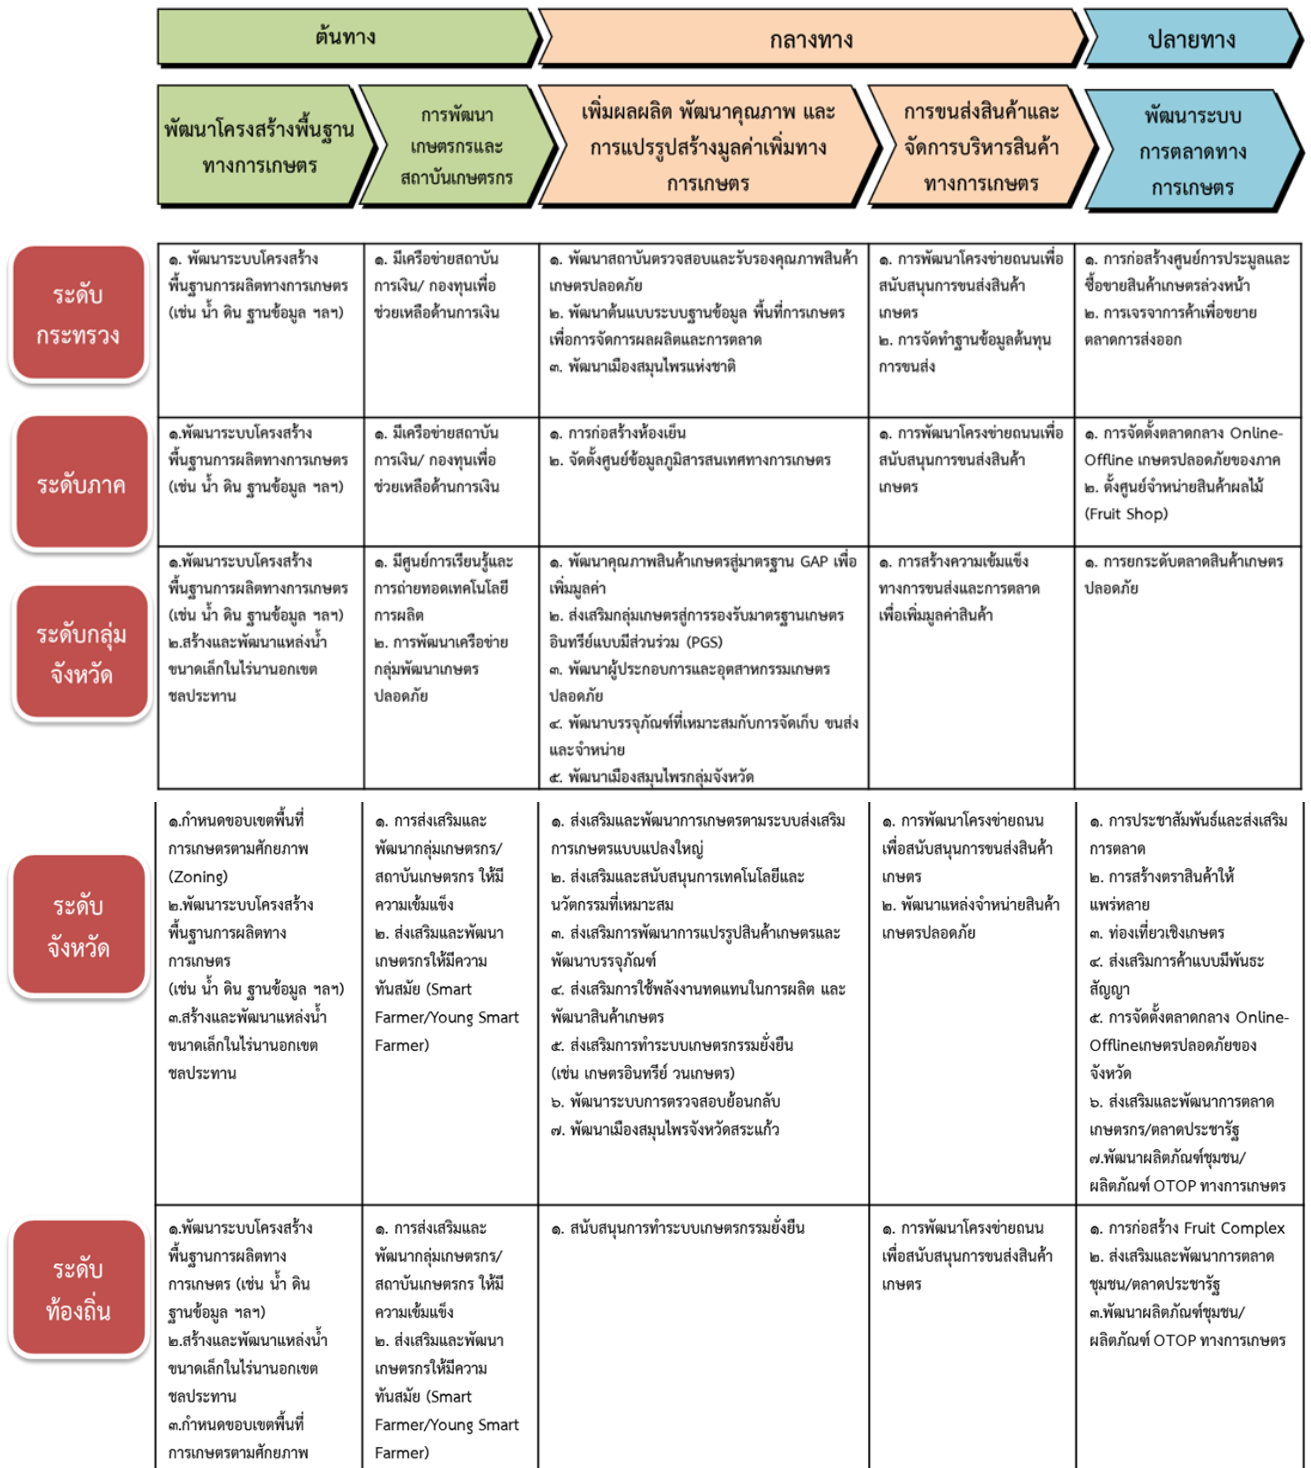 ต้นทาง
กลางทาง
ปลายทาง
พัฒนาโครงสร้างพื้นฐาน
ทางการเกษตร
การพัฒนา
เกษตรกรและ
สถาบันเกษตรกร
เพิ่มผลผลิต พัฒนาคุณภาพ และ
การแปรรูปสร้างมูลค่าเพิ่มทาง
การเกษตร
การขนส่งสินค้าและ
จัดการบริหารสินค้า
ทางการเกษตร
พัฒนาระบบ
การตลาดทาง
การเกษตร
ระดับ
กระทรวง
๑. พัฒนาระบบโครงสร้าง
พื้นฐานการผลิตทางการเกษตร
(เช่น น้ำ ดิน ฐานข้อมูล ฯลฯ)
๑. มีเครือข่ายสถาบัน
การเงิน/ กองทุนเพื่อ
ช่วยเหลือด้านการเงิน
๑. พัฒนาสถาบันตรวจสอบและรับรองคุณภาพสินค้า
เกษตรปลอดภัย
๒. พัฒนาต้นแบบระบบฐานข้อมูล พื้นที่การเกษตร
เพื่อการจัดการผลผลิตและการตลาด
๓. พัฒนาเมืองสมุนไพรแห่งชาติ
๑. การพัฒนาโครงข่ายถนนเพื่อ
สนับสนุนการขนส่งสินค้า
เกษตร
๒. การจัดทำฐานข้อมูลต้นทุน
การขนส่ง
๑. การก่อสร้างศูนย์การประมูลและ
ซื้อขายสินค้าเกษตรล่วงหน้า
๒. การเจรจาการค้าเพื่อขยาย
ตลาดการส่งออก
ระดับภาค
๑.พัฒนาระบบโครงสร้าง
พื้นฐานการผลิตทางการเกษตร
(เช่น น้ำ ดิน ฐานข้อมูล ฯลฯ)
๑. มีเครือข่ายสถาบัน
การเงิน/ กองทุนเพื่อ
ช่วยเหลือด้านการเงิน
๑. การก่อสร้างห้องเย็น
๒. จัดตั้งศูนย์ข้อมูลภูมิสารสนเทศทางการเกษตร
๑. การพัฒนาโครงข่ายถนนเพื่อ
สนับสนุนการขนส่งสินค้า
เกษตร
๑. การจัดตั้งตลาดกลาง Online-
Offline เกษตรปลอดภัยของภาค
๒. ตั้งศูนย์จำหน่ายสินค้าผลไม้
(Fruit Shop)
ระดับกลุ่ม
จังหวัด
๑.พัฒนาระบบโครงสร้าง
พื้นฐานการผลิตทางการเกษตร
(เช่น น้ำ ดิน ฐานข้อมูล ฯลฯ)
๒.สร้างและพัฒนาแหล่งน้ำ
ขนาดเล็กในไร่นานอกเขต
ชลประทาน
๑. มีศูนย์การเรียนรู้และ
การถ่ายทอดเทคโนโลยี
การผลิต
๒. การพัฒนาเครือข่าย
กลุ่มพัฒนาเกษตร
ปลอดภัย
๑. พัฒนาคุณภาพสินค้าเกษตรสู่มาตรฐาน GAP เพื่อ
เพิ่มมูลค่า
๒. ส่งเสริมกลุ่มเกษตรสู่การรองรับมาตรฐานเกษตร
อินทรีย์แบบมีส่วนร่วม (PGS)
๓. พัฒนาผู้ประกอบการและอุตสาหกรรมเกษตร
ปลอดภัย
๔. พัฒนาบรรจุภัณฑ์ที่เหมาะสมกับการจัดเก็บ ขนส่ง
และจำหน่าย
๕. พัฒนาเมืองสมุนไพรกลุ่มจังหวัด
๑. การสร้างความเข้มแข็ง
ทางการขนส่งและการตลาด
เพื่อเพิ่มมูลค่าสินค้า
๑. การยกระดับตลาดสินค้าเกษตร
ปลอดภัย
ระดับ
จังหวัด
๑.กำหนดขอบเขตพื้นที่
การเกษตรตามศักยภาพ
(Zoning)
๒.พัฒนาระบบโครงสร้าง
พื้นฐานการผลิตทาง
การเกษตร
(เช่น น้ำ ดิน ฐานข้อมูล ฯลฯ)
๓.สร้างและพัฒนาแหล่งน้ำ
ขนาดเล็กในไร่นานอกเขต
ชลประทาน
๑. การส่งเสริมและ
พัฒนากลุ่มเกษตรกร/
สถาบันเกษตรกร ให้มี
ความเข้มแข็ง
๒. ส่งเสริมและพัฒนา
เกษตรกรให้มีความ
ทันสมัย (Smart
Farmer/Young Smart
Farmer)
๑. ส่งเสริมและพัฒนาการเกษตรตามระบบส่งเสริม
การเกษตรแบบแปลงใหญ่
๒. ส่งเสริมและสนับสนุนการเทคโนโลยีและ
นวัตกรรมที่เหมาะสม
๓. ส่งเสริมการพัฒนาการแปรรูปสินค้าเกษตรและ
พัฒนาบรรจุภัณฑ์
๔. ส่งเสริมการใช้พลังงานทดแทนในการผลิต และ
พัฒนาสินค้าเกษตร
๕. ส่งเสริมการทำระบบเกษตรกรรมยั่งยืน
(เช่น เกษตรอินทรีย์ วนเกษตร)
๖. พัฒนาระบบการตรวจสอบย้อนกลับ
๗. พัฒนาเมืองสมุนไพรจังหวัดสระแก้ว
๑. การพัฒนาโครงข่ายถนน
เพื่อสนับสนุนการขนส่งสินค้า
เกษตร
๒. พัฒนาแหล่งจำหน่ายสินค้า
เกษตรปลอดภัย
๑. การประชาสัมพันธ์และส่งเสริม
การตลาด
๒. การสร้างตราสินค้าให้
แพร่หลาย
๓. ท่องเที่ยวเชิงเกษตร
๔. ส่งเสริมการค้าแบบมีพันธะ
สัญญา
๕. การจัดตั้งตลาดกลาง Online-
Offlineเกษตรปลอดภัยของ
จังหวัด
๖. ส่งเสริมและพัฒนาการตลาด
เกษตรกร/ตลาดประชารัฐ
๗.พัฒนาผลิตภัณฑ์ชุมชน/
ผลิตภัณฑ์ OTOP ทางการเกษตร
ระดับ
ท้องถิ่น
๑.พัฒนาระบบโครงสร้าง
พื้นฐานการผลิตทาง
การเกษตร (เช่น น้ำ ดิน
ฐานข้อมูล ฯลฯ)
๒.สร้างและพัฒนาแหล่งน้ำ
ขนาดเล็กในไร่นานอกเขต
ชลประทาน
๓.กำหนดขอบเขตพื้นที่
การเกษตรตามศักยภาพ
๑. การส่งเสริมและ
พัฒนากลุ่มเกษตรกร/
สถาบันเกษตรกร ให้มี
ความเข้มแข็ง
๒. ส่งเสริมและพัฒนา
เกษตรกรให้มีความ
ทันสมัย (Smart
Farmer/Young Smart
Farmer)
๑. สนับสนุนการทำระบบเกษตรกรรมยั่งยืน
๑. การพัฒนาโครงข่ายถนน
เพื่อสนับสนุนการขนส่งสินค้า
เกษตร
๑. การก่อสร้าง Fruit Complex
๒. ส่งเสริมและพัฒนาการตลาด
ชุมชน/ตลาดประชารัฐ
๓.พัฒนาผลิตภัณฑ์ชุมชน/
ผลิตภัณฑ์ OTOP ทางการเกษตร